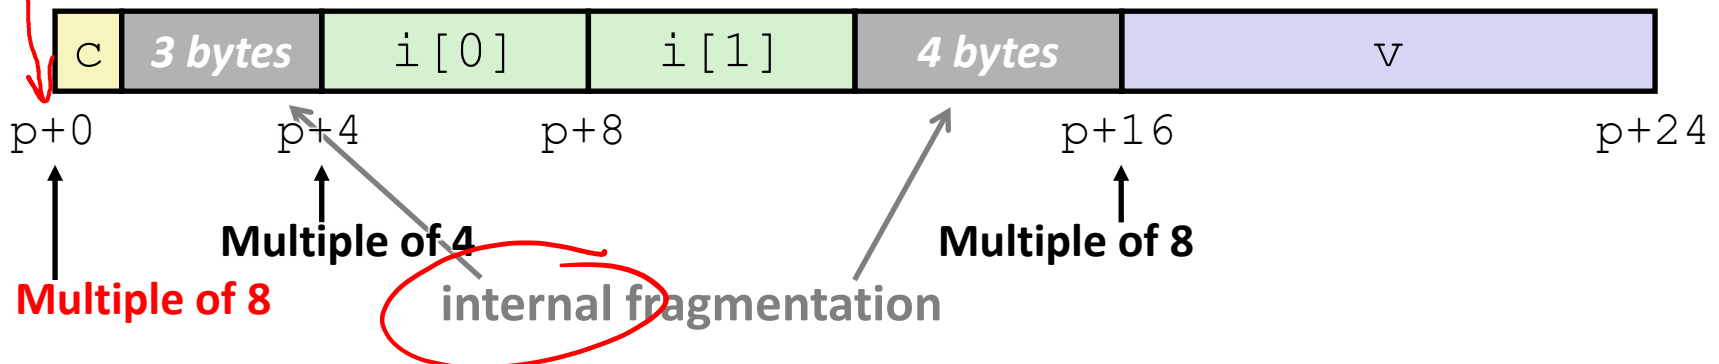 c 3 bytes i[0] i[1] 4 bytes v
p+0 p+4 p+8 p+16 p+24
Multiple of 4 Multiple of 8
Multiple of 8 internal fragmentation